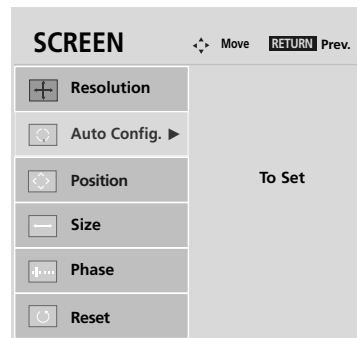 SCREEN Move RETURN Prev.
Resolution
Auto Config. ►
Position To Set
Size
Phase
Reset